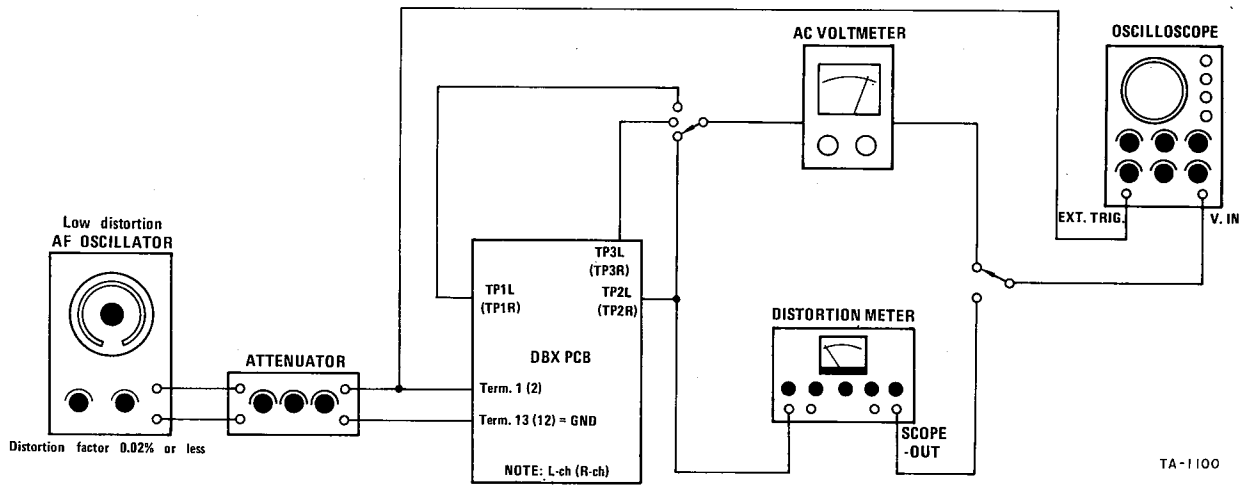 AC VOLTMETER
OSCILLOSCOPE
EXT. TRIG.
V. IN
Low distortion
AF OSCILLATOR
Distortion factor 0.02% or less
ATTENUATOR
TP3L
(TP3R)
TP1L
(TP1R)
TP2L
(TP2R)
DBX PCB
Term. 1 (2)
Term. 13 (12) = GND
NOTE: L-ch (R-ch)
DISTORTION METER
SCOPE
-OUT
TA-1100